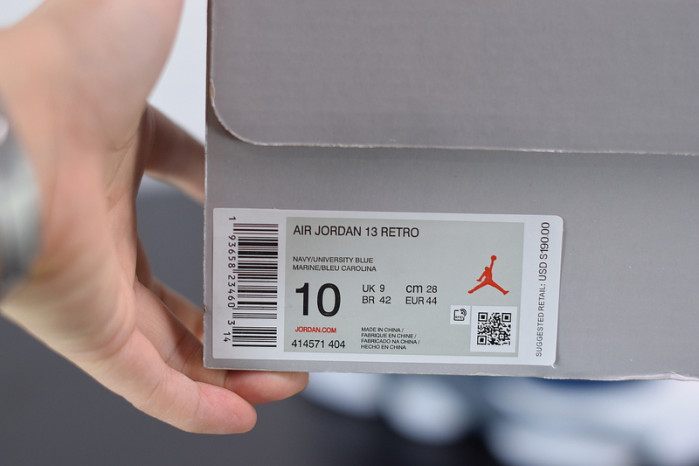 AIR JORDAN 13 RETRO
NAVY/UNIVERSITY BLUE
MARINE/BLEU CAROLINA
10
UK 9 cm 28
BR 42 EUR 44
JORDAN.COM
414571 404
MADE IN CHINA /
FABRIQUE EN CHINE /
FABRICADO NA CHINA /
HECHO EN CHINA
SUGGESTED RETAIL: USD $190.00
1 93658 23460 3 14